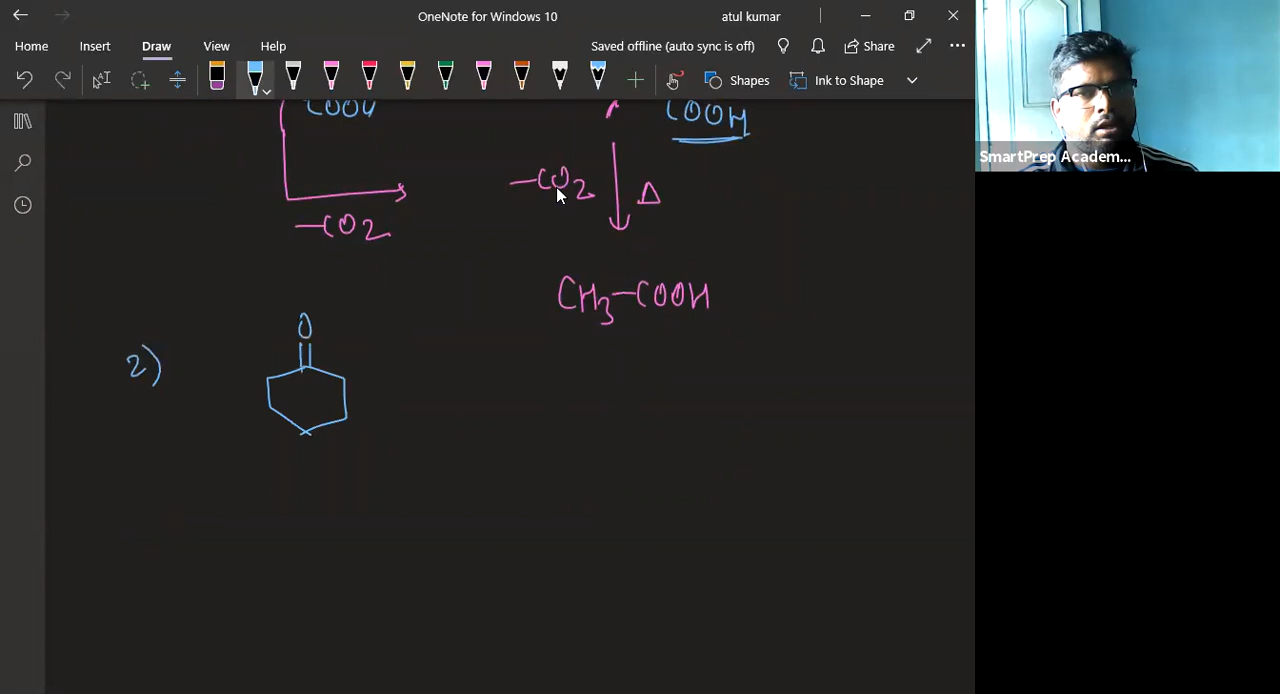 OneNote for Windows 10
atul kumar
Home Insert Draw View Help
Saved offline (auto sync is off)
Share
Shapes
Ink to Shape
SmartPrep Academ...
COOH
—CO2
Δ
—CO2
CH3—COOH
O
2)